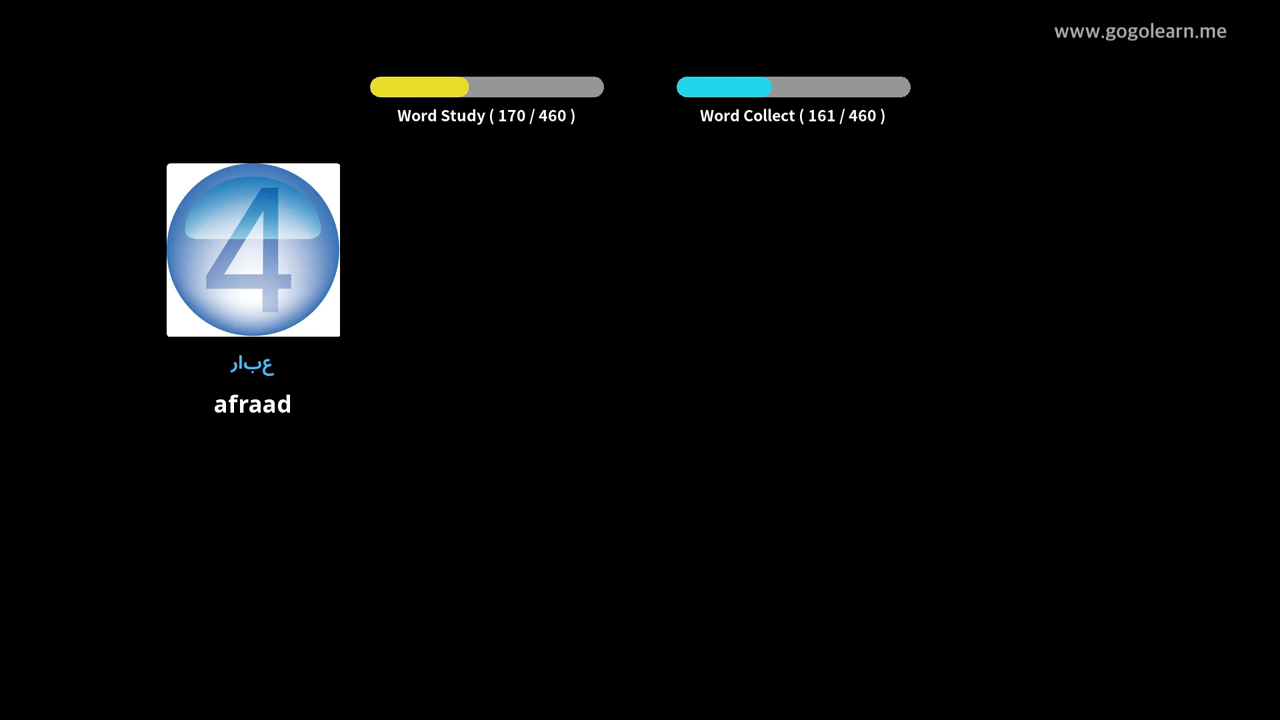 www.gogolearn.me
Word Study ( 170 / 460 )
Word Collect ( 161 / 460 )
4
عبار
afraad